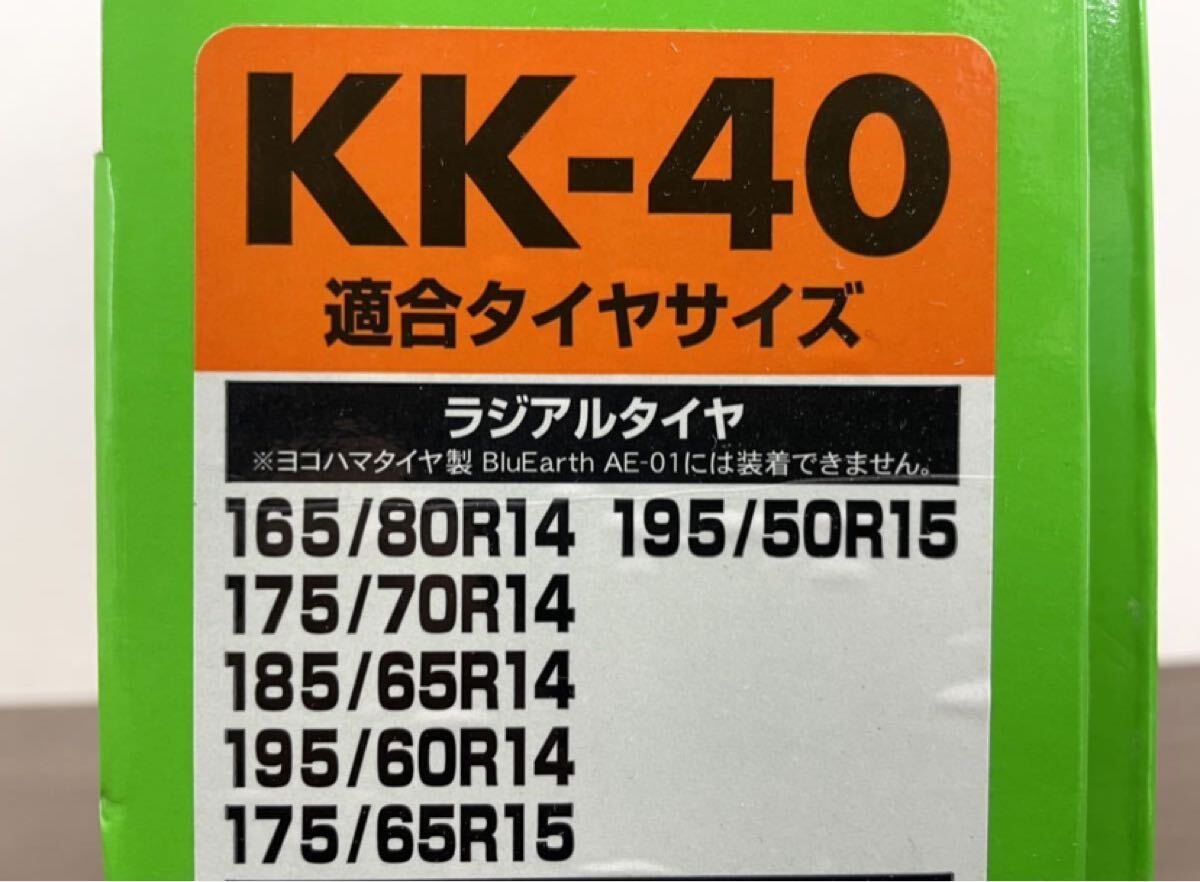 KK-40
適合タイヤサイズ
ラジアルタイヤ
※ヨコハマタイヤ製 BluEarth AE-01には装着できません。
165/80R14 195/50R15
175/70R14
185/65R14
195/60R14
175/65R15